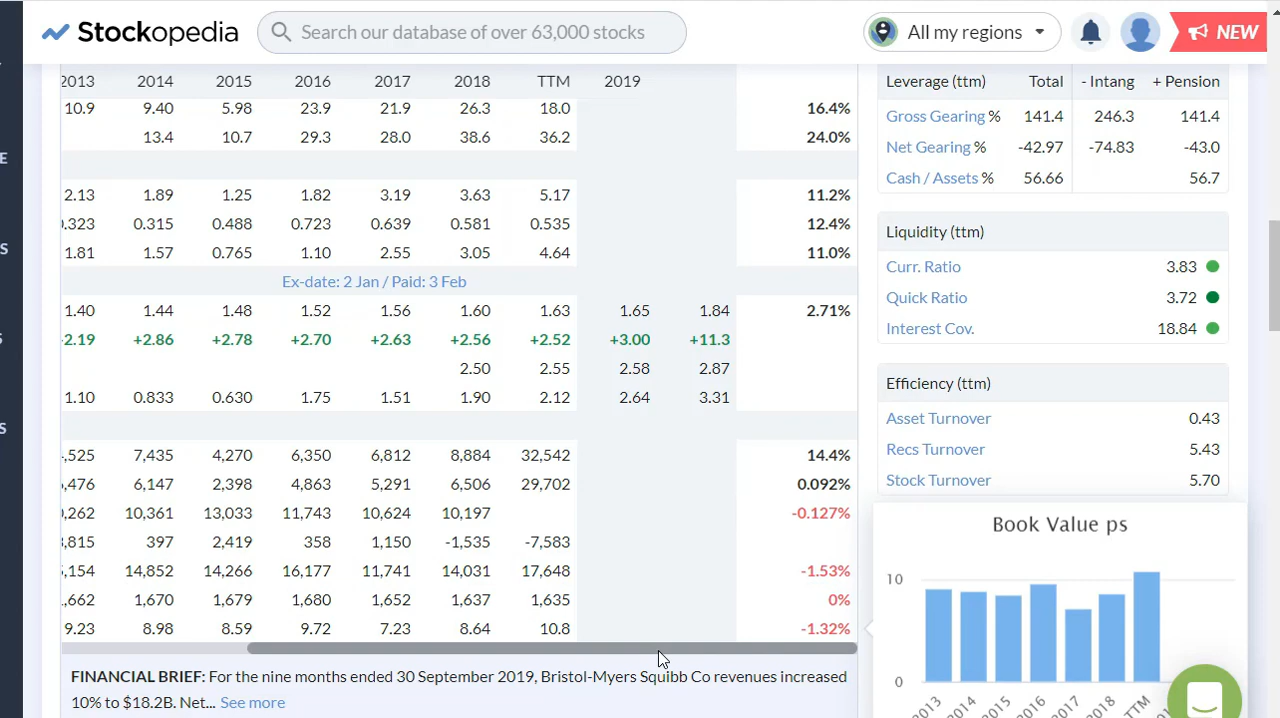 Stockopedia
Search our database of over 63,000 stocks
All my regions
NEW
2013 2014 2015 2016 2017 2018 TTM 2019
10.9 9.40 5.98 23.9 21.9 26.3 18.0 16.4%
13.4 10.7 29.3 28.0 38.6 36.2 24.0%
2.13 1.89 1.25 1.82 3.19 3.63 5.17 11.2%
0.323 0.315 0.488 0.723 0.639 0.581 0.535 12.4%
1.81 1.57 0.765 1.10 2.55 3.05 4.64 11.0%
Ex-date: 2 Jan / Paid: 3 Feb
1.40 1.44 1.48 1.52 1.56 1.60 1.63 1.65 1.84 2.71%
+2.19 +2.86 +2.78 +2.70 +2.63 +2.56 +2.52 +3.00 +11.3
2.50 2.55 2.58 2.87
1.10 0.833 0.630 1.75 1.51 1.90 2.12 2.64 3.31
,525 7,435 4,270 6,350 6,812 8,884 32,542 14.4%
,476 6,147 2,398 4,863 5,291 6,506 29,702 0.092%
,262 10,361 13,033 11,743 10,624 10,197 -0.127%
,815 397 2,419 358 1,150 -1,535 -7,583
,154 14,852 14,266 16,177 11,741 14,031 17,648 -1.53%
,662 1,670 1,679 1,680 1,652 1,637 1,635 0%
9.23 8.98 8.59 9.72 7.23 8.64 10.8 -1.32%
FINANCIAL BRIEF: For the nine months ended 30 September 2019, Bristol-Myers Squibb Co revenues increased
10% to $18.2B. Net... See more
Leverage (ttm) Total - Intang + Pension
Gross Gearing % 141.4 246.3 141.4
Net Gearing % -42.97 -74.83 -43.0
Cash / Assets % 56.66 56.7
Liquidity (ttm)
Curr. Ratio 3.83
Quick Ratio 3.72
Interest Cov. 18.84
Efficiency (ttm)
Asset Turnover 0.43
Recs Turnover 5.43
Stock Turnover 5.70
Book Value ps
10
0
2013 2014 2015 2016 2017 2018 TTM